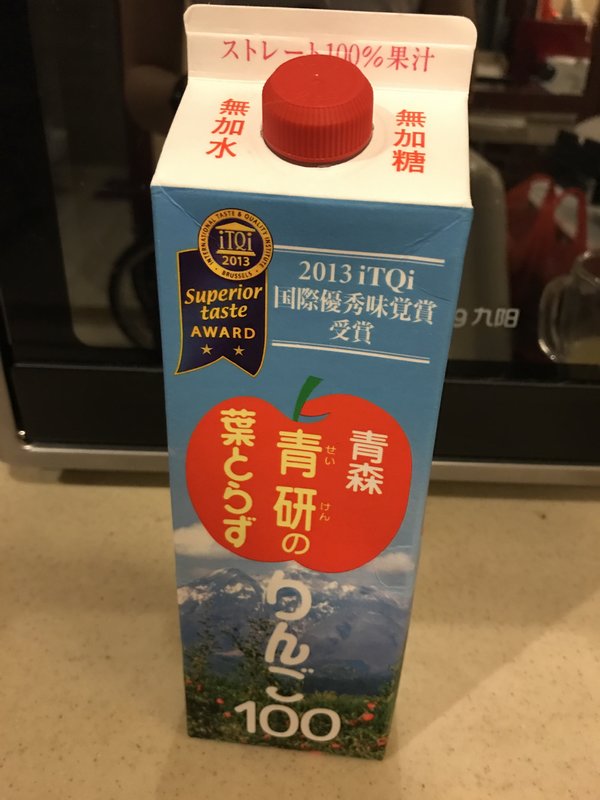 ストレート100%果汁
無加水
無加糖
INTERNATIONAL TASTE & QUALITY INSTITUTE
iTQi
2013
BRUSSELS
Superior
taste
AWARD
2013 iTQi
国際優秀味覚賞
受賞
青森
青研の
せい
けん
葉とらず
りんご
100
九阳